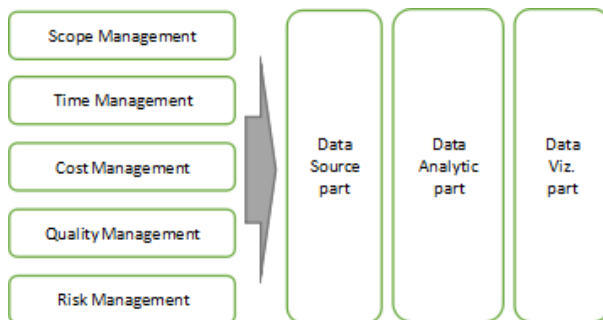 Scope Management
Time Management
Cost Management
Quality Management
Risk Management
Data
Source
part
Data
Analytic
part
Data
Viz.
part